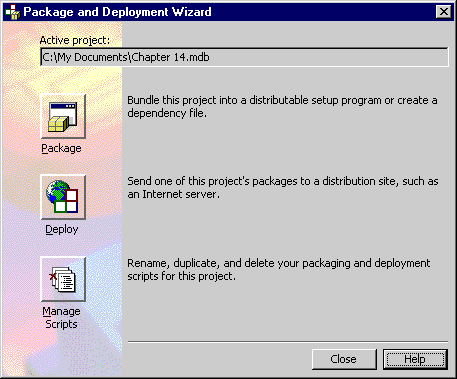 Package and Deployment Wizard
Active project:
C:\My Documents\Chapter 14.mdb
Package
Bundle this project into a distributable setup program or create a
dependency file.
Deploy
Send one of this project's packages to a distribution site, such as
an Internet server.
Manage
Scripts
Rename, duplicate, and delete your packaging and deployment
scripts for this project.
Close
Help